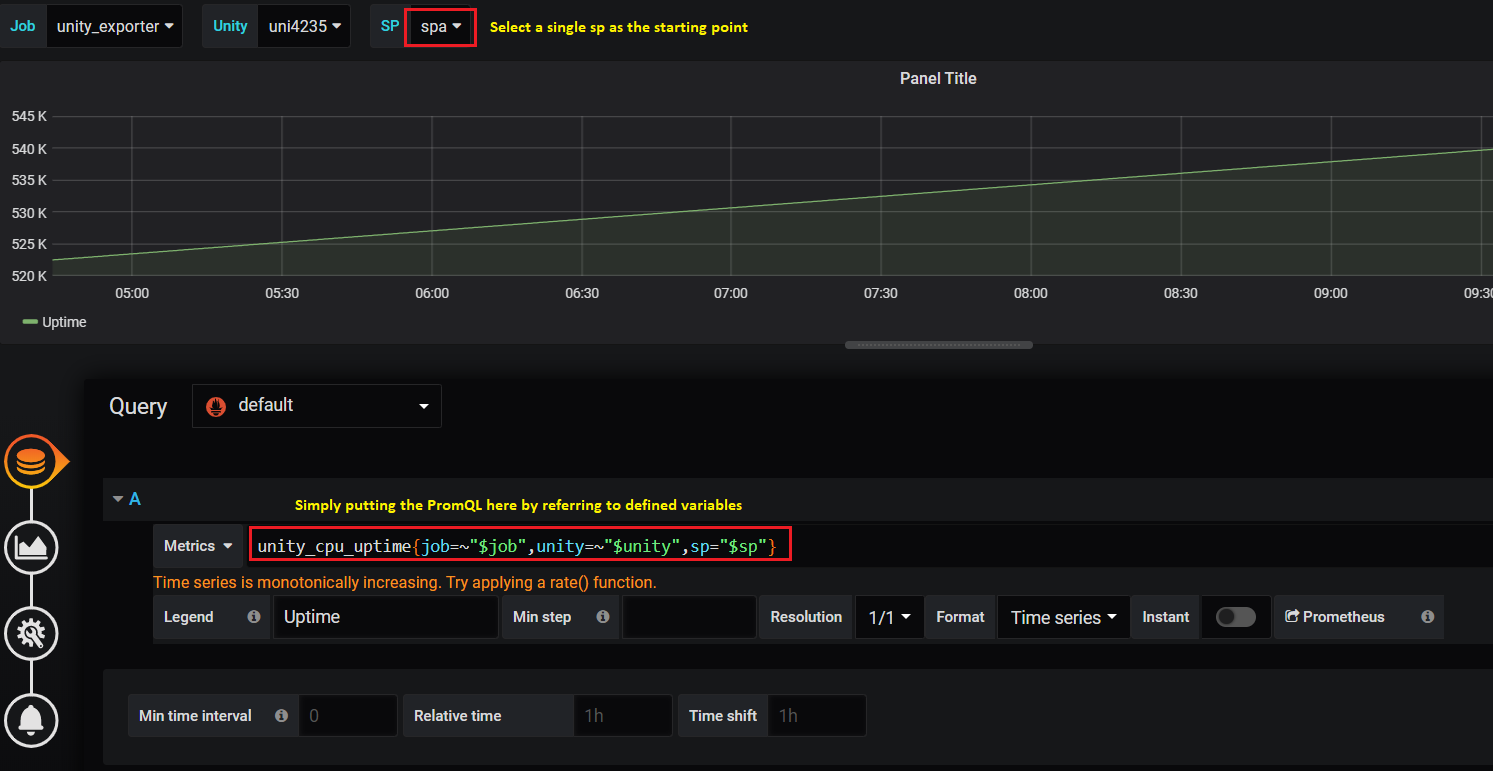 Job unity_exporter Unity uni4235 SP spa Select a single sp as the starting point
Panel Title
545 K
540 K
535 K
530 K
525 K
520 K
05:00 05:30 06:00 06:30 07:00 07:30 08:00 08:30 09:00 09:30
Uptime
Query default
A Simply putting the PromQL here by referring to defined variables
Metrics unity_cpu_uptime{job=~"$job",unity=~"$unity",sp="$sp"}
Time series is monotonically increasing. Try applying a rate() function.
Legend Uptime Min step Resolution 1/1 Format Time series Instant Prometheus
Min time interval 0 Relative time 1h Time shift 1h